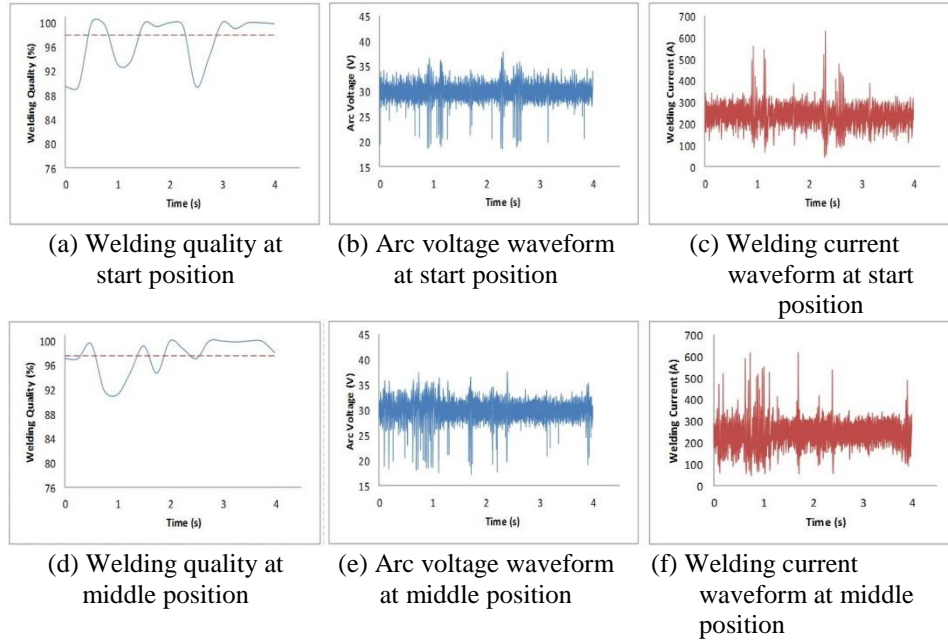 Welding Quality (%)
100
96
92
88
84
80
76
0 1 2 3 4
Time (s)
Arc Voltage (V)
45
40
35
30
25
20
15
0 1 2 3 4
Time (s)
Welding Current (A)
700
600
500
400
300
200
100
0
0 1 2 3 4
Time (s)
(a) Welding quality at
start position
(b) Arc voltage waveform
at start position
(c) Welding current
waveform at start
position
Welding Quality (%)
100
96
92
88
84
80
76
0 1 2 3 4
Time (s)
Arc Voltage (V)
45
40
35
30
25
20
15
0 1 2 3 4
Time (s)
Welding Current (A)
700
600
500
400
300
200
100
0
0 1 2 3 4
Time (s)
(d) Welding quality at
middle position
(e) Arc voltage waveform
at middle position
(f) Welding current
waveform at middle
position